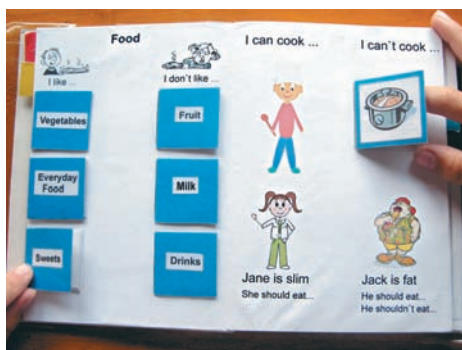 Food
I like ...
I don't like ...
Vegetables
Fruit
Everyday
Food
Milk
Sweets
Drinks
I can cook ...
I can`t cook ...
Jane is slim
She should eat...
Jack is fat
He should eat...
He shouldn`t eat...